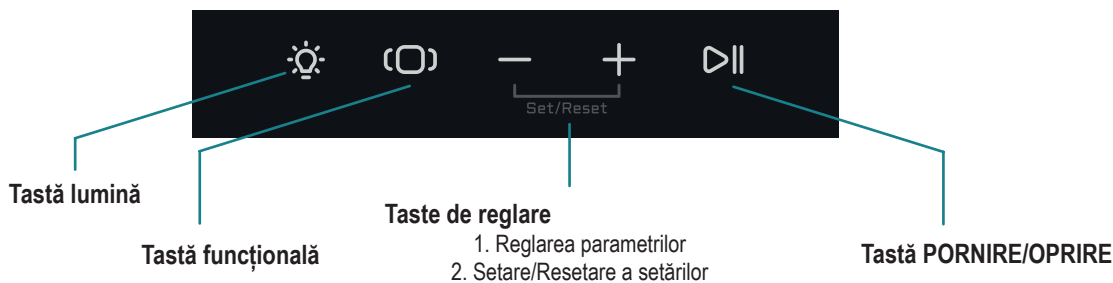 Set/Reset
Tastă lumină
Tastă funcțională
Taste de reglare
1. Reglarea parametrilor
2. Setare/Resetare a setărilor
Tastă PORNIRE/OPRIRE